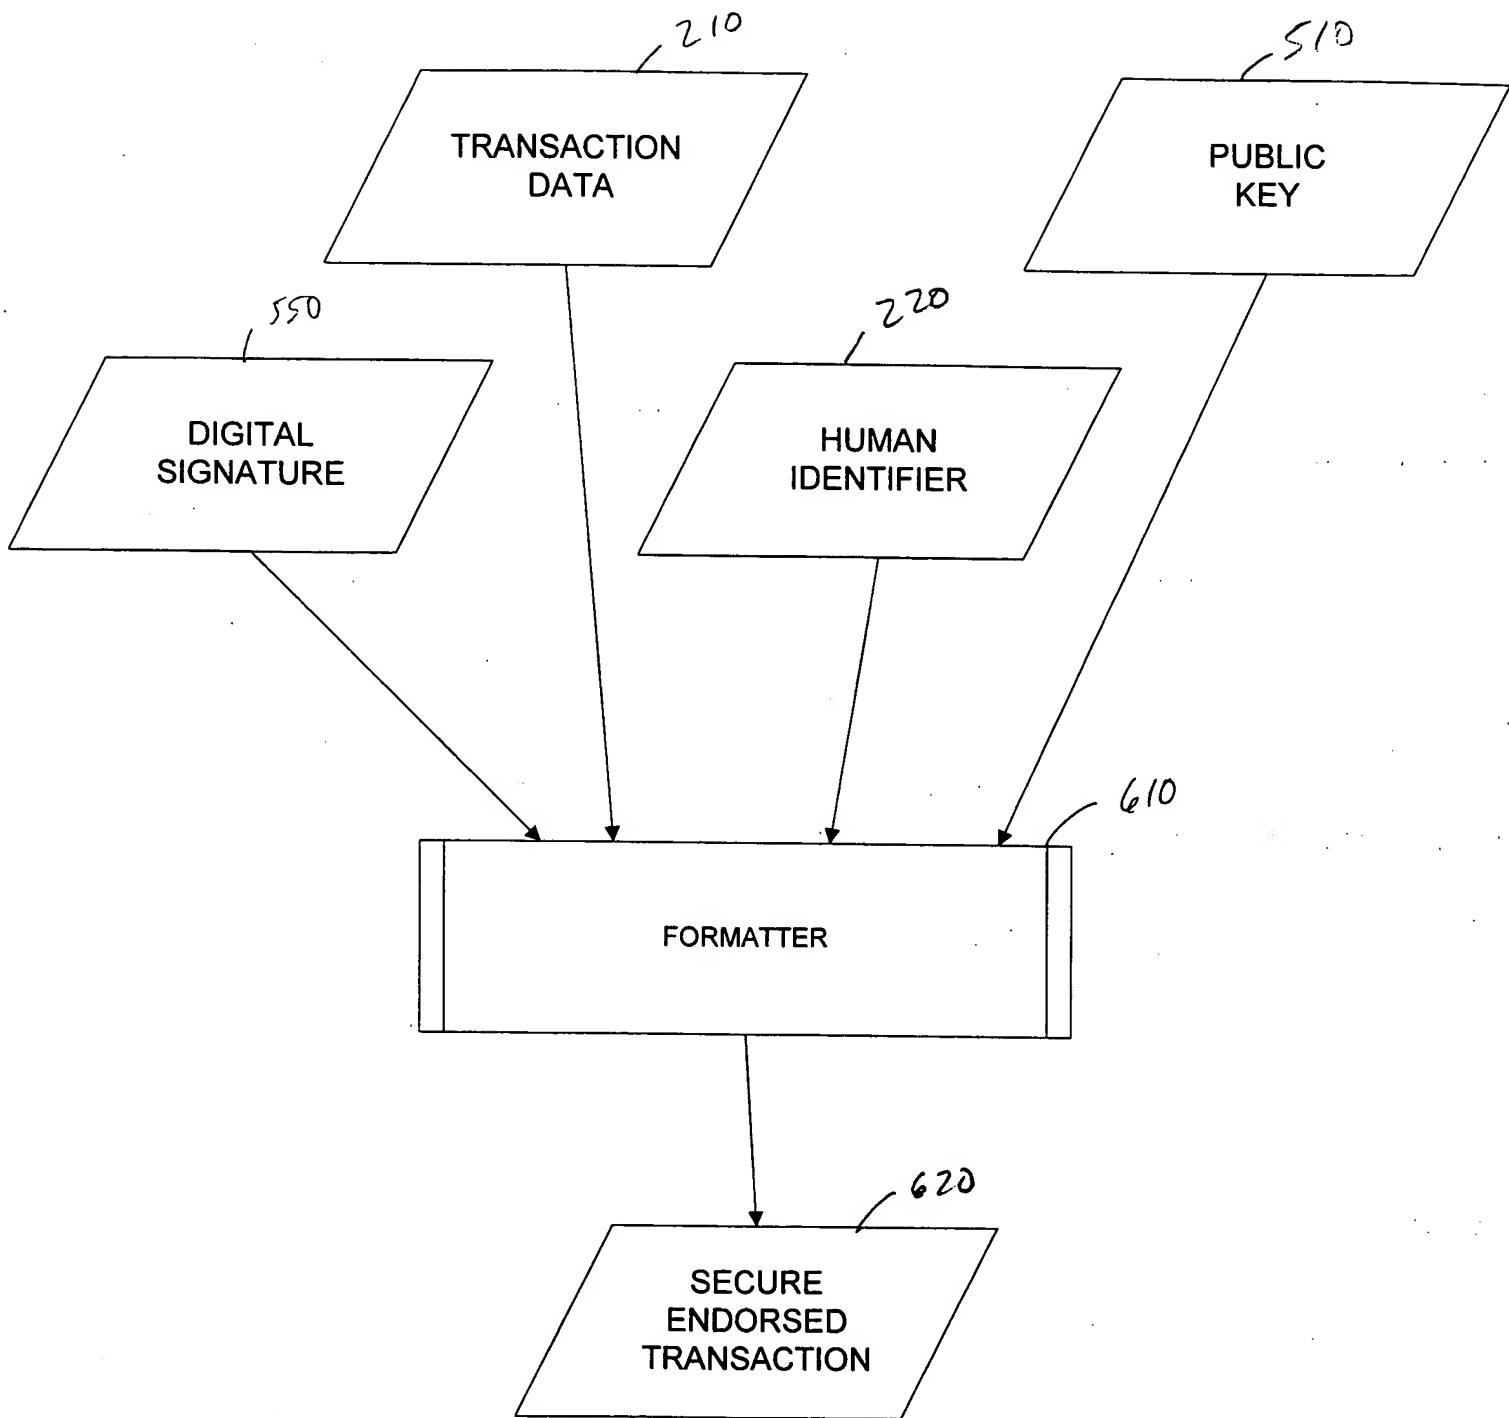 210
510
TRANSACTION
DATA
PUBLIC
KEY
550
220
DIGITAL
SIGNATURE
HUMAN
IDENTIFIER
610
FORMATTER
620
SECURE
ENDORSED
TRANSACTION